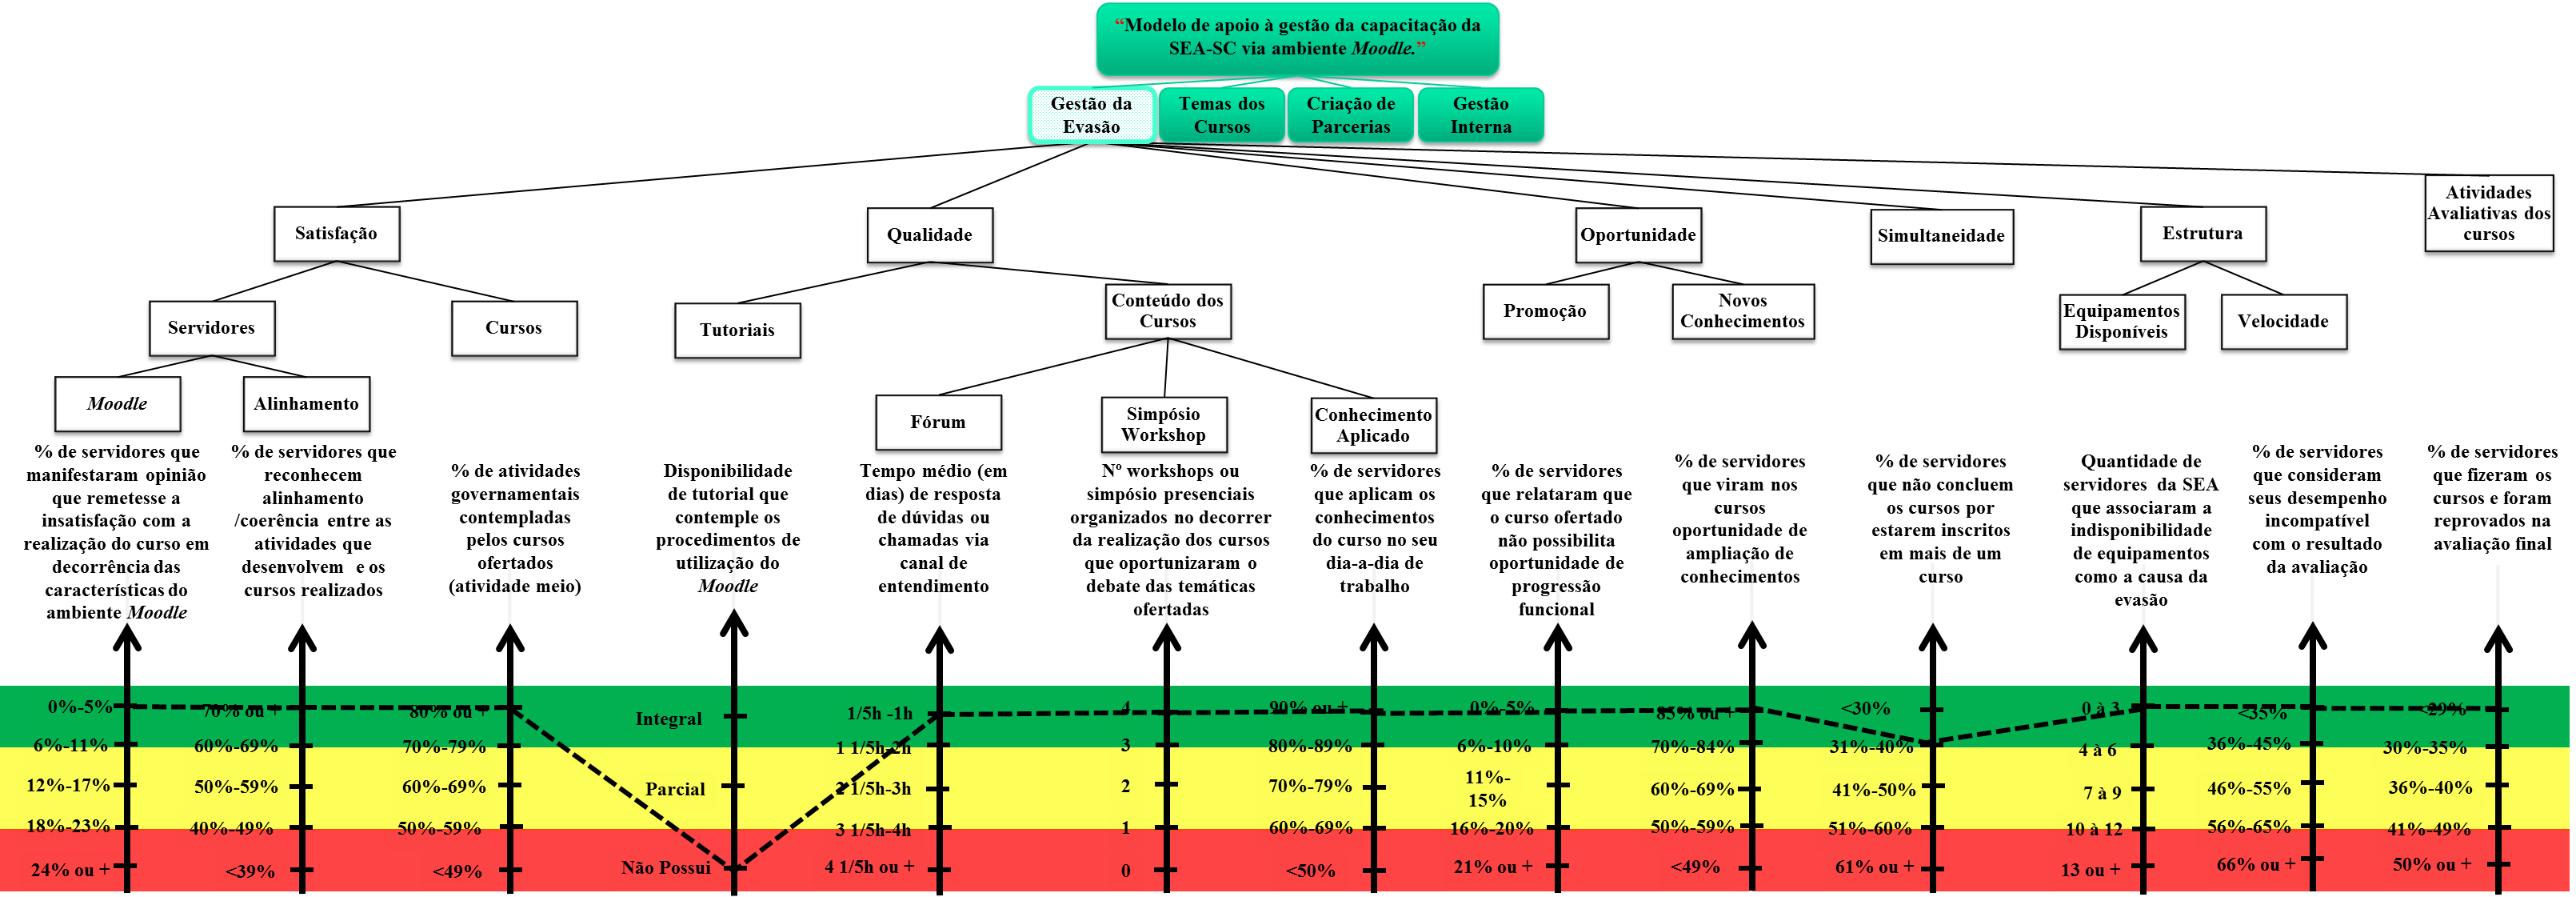 “Modelo de apoio à gestão da capacitação da
SEA-SC via ambiente Moodle.”
Gestão da
Evasão
Temas dos
Cursos
Criação de
Parcerias
Gestão
Interna
Satisfação
Qualidade
Oportunidade
Simultaneidade
Estrutura
Atividades
Avaliativas dos
cursos
Servidores
Cursos
Tutoriais
Conteúdo dos
Cursos
Promoção
Novos
Conhecimentos
Equipamentos
Disponíveis
Velocidade
Moodle
Alinhamento
Fórum
Simpósio
Workshop
Conhecimento
Aplicado
% de servidores que
manifestaram opinião
que remetesse a
insatisfação com a
realização do curso em
decorrência das
características do
ambiente Moodle
% de servidores que
reconhecem
alinhamento
/coerência entre as
atividades que
desenvolvem e os
cursos realizados
% de atividades
governamentais
contempladas
pelos cursos
ofertados
(atividade meio)
Disponibilidade
de tutorial que
contemple os
procedimentos de
utilização do
Moodle
Tempo médio (em
dias) de resposta
de dúvidas ou
chamadas via
canal de
entendimento
Nº workshops ou
simpósio presenciais
organizados no decorrer
da realização dos cursos
que oportunizaram o
debate das temáticas
ofertadas
% de servidores
que aplicam os
conhecimentos
do curso no seu
dia-a-dia de
trabalho
% de servidores
que relataram que
o curso ofertado
não possibilita
oportunidade de
progressão
funcional
% de servidores
que viram nos
cursos
oportunidade de
ampliação de
conhecimentos
% de servidores
que não concluem
os cursos por
estarem inscritos
em mais de um
curso
Quantidade de
servidores da SEA
que associaram a
indisponibilidade
de equipamentos
como a causa da
evasão
% de servidores
que consideram
seus desempenho
incompatível
com o resultado
da avaliação
% de servidores
que fizeram os
cursos e foram
reprovados na
avaliação final
0%-5%
6%-11%
12%-17%
18%-23%
24% ou +
70% ou +
60%-69%
50%-59%
40%-49%
<39%
80% ou +
70%-79%
60%-69%
50%-59%
<49%
Integral
Parcial
Não Possui
1/5h -1h
1 1/5h-2h
2 1/5h-3h
3 1/5h-4h
4 1/5h ou +
4
3
2
1
0
90% ou +
80%-89%
70%-79%
60%-69%
<50%
0%-5%
6%-10%
11%-
15%
16%-20%
21% ou +
85% ou +
70%-84%
60%-69%
50%-59%
<49%
<30%
31%-40%
41%-50%
51%-60%
61% ou +
0 à 3
4 à 6
7 à 9
10 à 12
13 ou +
<35%
36%-45%
46%-55%
56%-65%
66% ou +
<29%
30%-35%
36%-40%
41%-49%
50% ou +